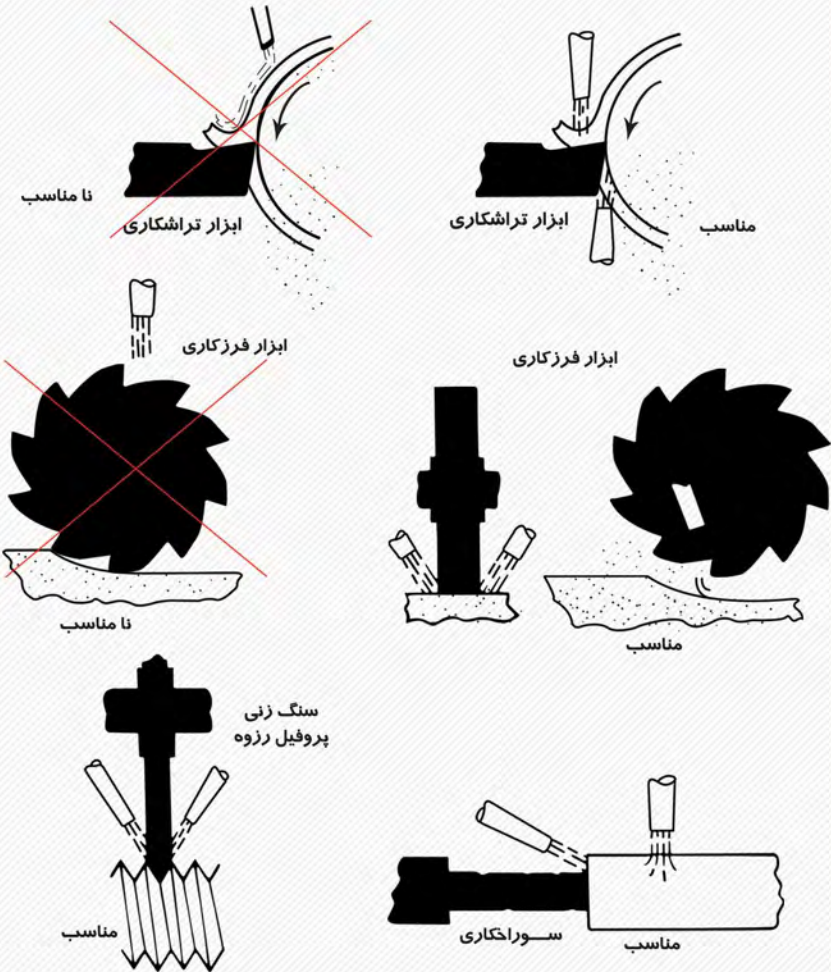 نا مناسب
ابزار تراشکاری
ابزار تراشکاری
مناسب
ابزار فرزکاری
ابزار فرزکاری
نا مناسب
مناسب
سنگ زنی
پروفیل رزوه
مناسب
ســوراخکاری
مناسب